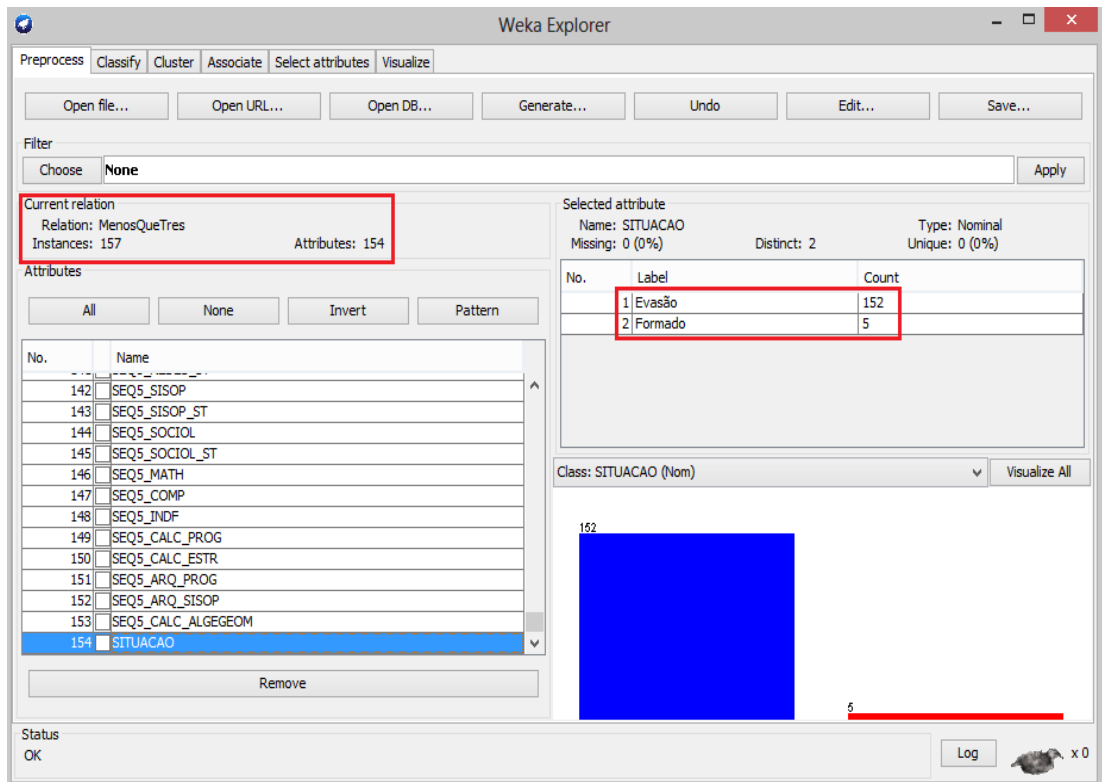 Weka Explorer
Preprocess Classify Cluster Associate Select attributes Visualize
Open file... Open URL... Open DB... Generate... Undo Edit... Save...
Filter
Choose None Apply
Current relation
Relation: MenosQueTres
Instances: 157 Attributes: 154
Attributes
All None Invert Pattern
No. Name
142 SEQ5_SISOP
143 SEQ5_SISOP_ST
144 SEQ5_SOCIOL
145 SEQ5_SOCIOL_ST
146 SEQ5_MATH
147 SEQ5_COMP
148 SEQ5_INDF
149 SEQ5_CALC_PROG
150 SEQ5_CALC_ESTR
151 SEQ5_ARQ_PROG
152 SEQ5_ARQ_SISOP
153 SEQ5_CALC_ALGEGEOM
154 SITUACAO
Remove
Selected attribute
Name: SITUACAO Type: Nominal
Missing: 0 (0%) Distinct: 2 Unique: 0 (0%)
No. Label Count
1 Evasão 152
2 Formado 5
Class: SITUACAO (Nom) Visualize All
152
5
Status
OK
Log x 0